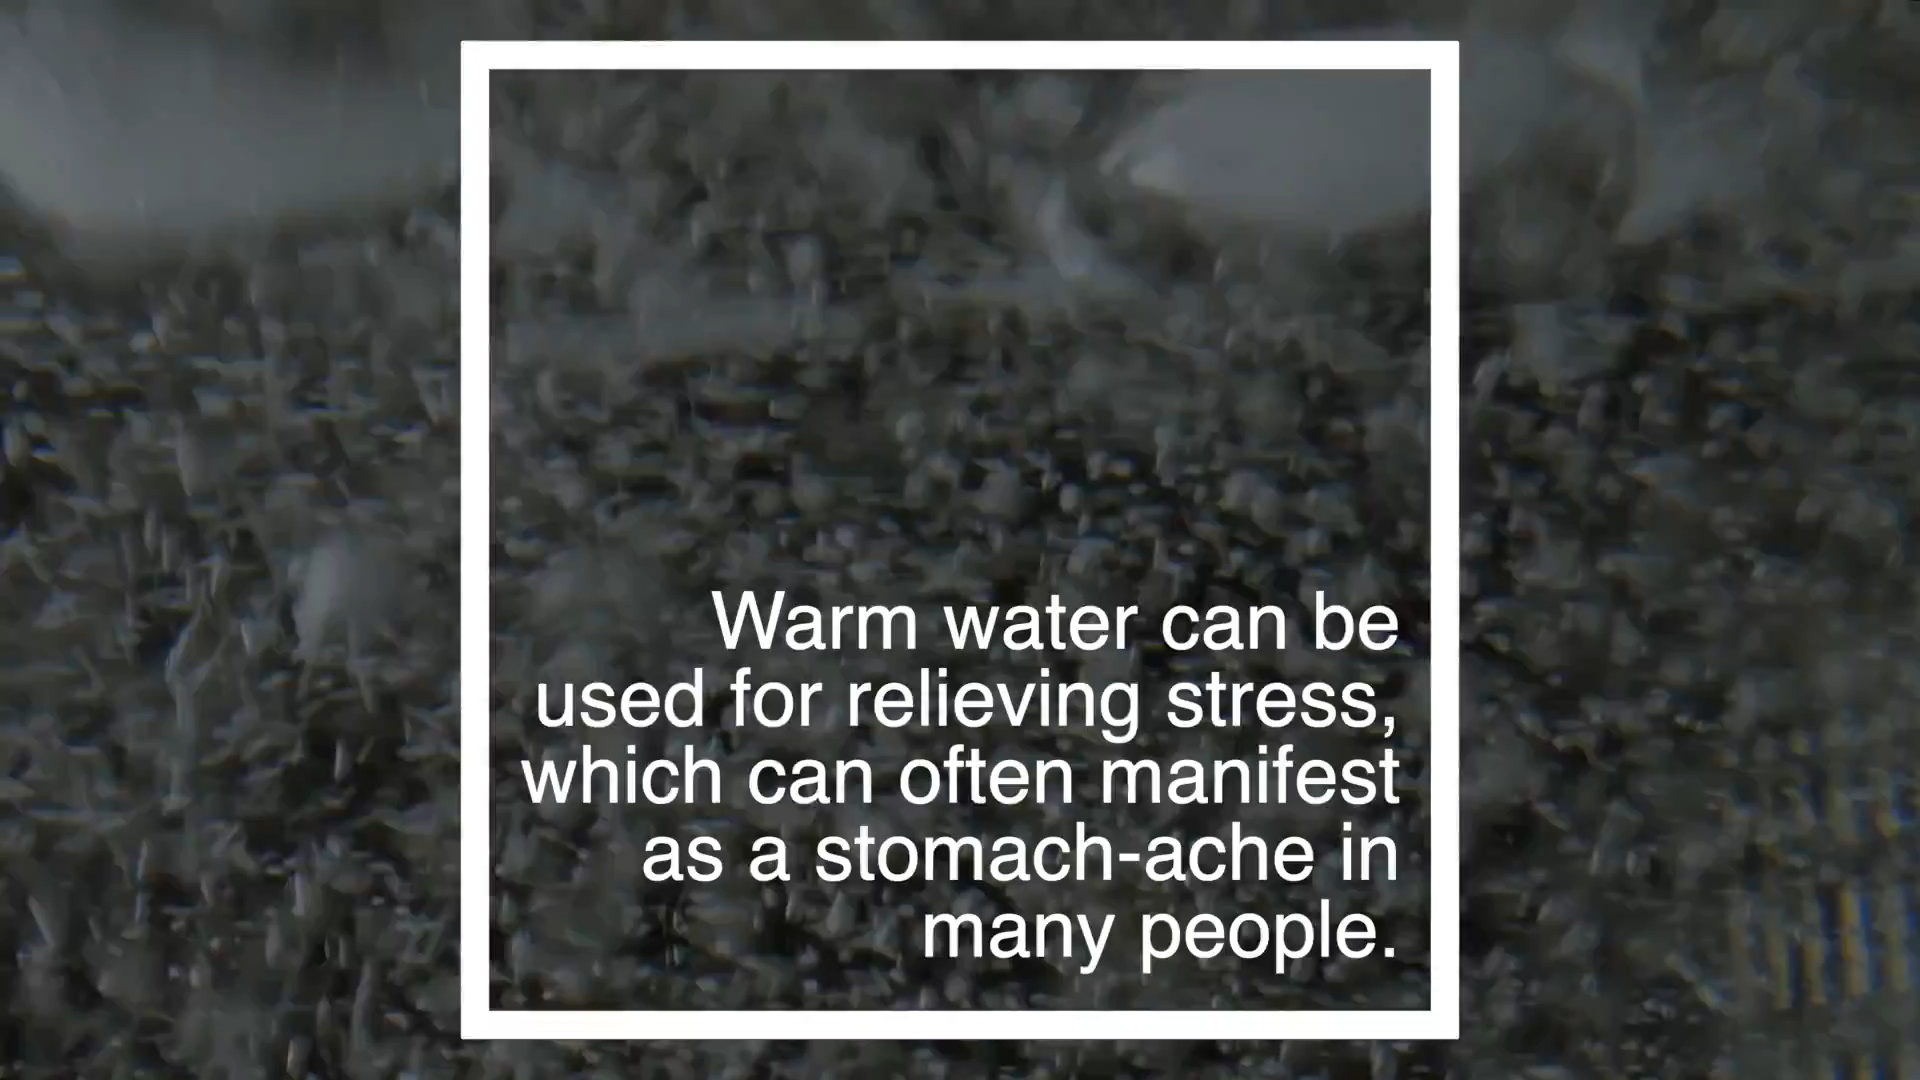 Warm water can be
used for relieving stress,
which can often manifest
as a stomach-ache in
many people.